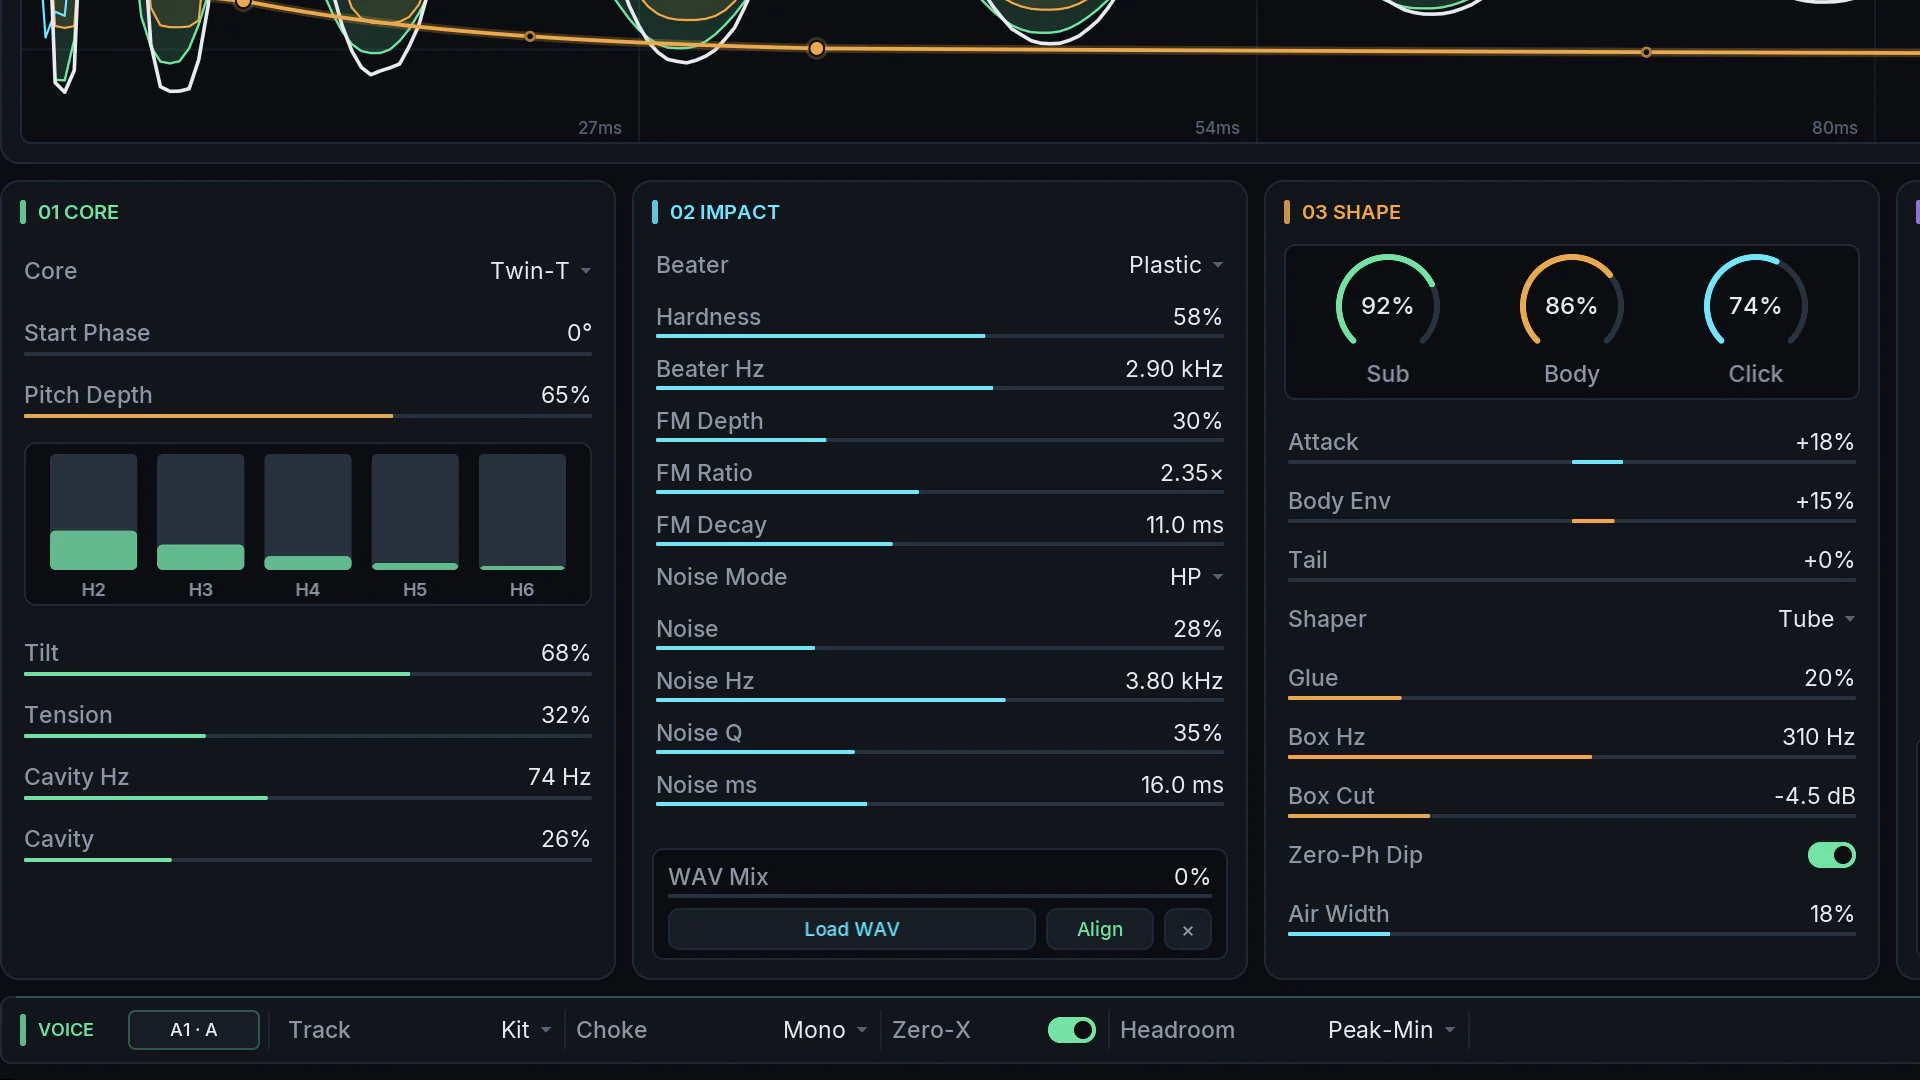 27ms 54ms 80ms
01 CORE
Core Twin-T
Start Phase 0°
Pitch Depth 65%
H2 H3 H4 H5 H6
Tilt 68%
Tension 32%
Cavity Hz 74 Hz
Cavity 26%
02 IMPACT
Beater Plastic
Hardness 58%
Beater Hz 2.90 kHz
FM Depth 30%
FM Ratio 2.35×
FM Decay 11.0 ms
Noise Mode HP
Noise 28%
Noise Hz 3.80 kHz
Noise Q 35%
Noise ms 16.0 ms
WAV Mix 0%
Load WAV Align ×
03 SHAPE
92% 86% 74%
Sub Body Click
Attack +18%
Body Env +15%
Tail +0%
Shaper Tube
Glue 20%
Box Hz 310 Hz
Box Cut -4.5 dB
Zero-Ph Dip
Air Width 18%
VOICE A1 · A Track Kit Choke Mono Zero-X Headroom Peak-Min